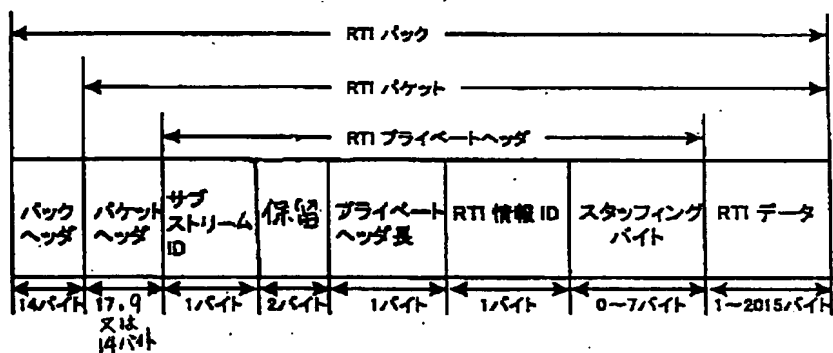 RTI パック
RTI パケット
RTI プライベートヘッダ
パック
ヘッダ
パケット
ヘッダ
サブ
ストリーム
ID
保留
プライベート
ヘッダ長
RTI 情報 ID
スタッフィング
バイト
RTI データ
14バイト
17,9
又は
14バイト
1バイト
2バイト
1バイト
1バイト
0〜7バイト
1〜2015バイト